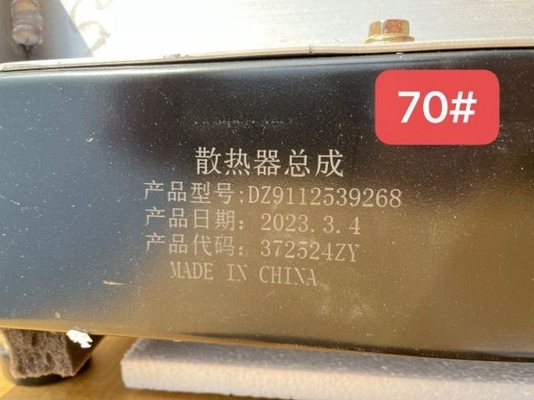 70#
散热器总成
产品型号:DZ9112539268
产品日期: 2023.3.4
产品代码: 372524ZY
MADE IN CHINA